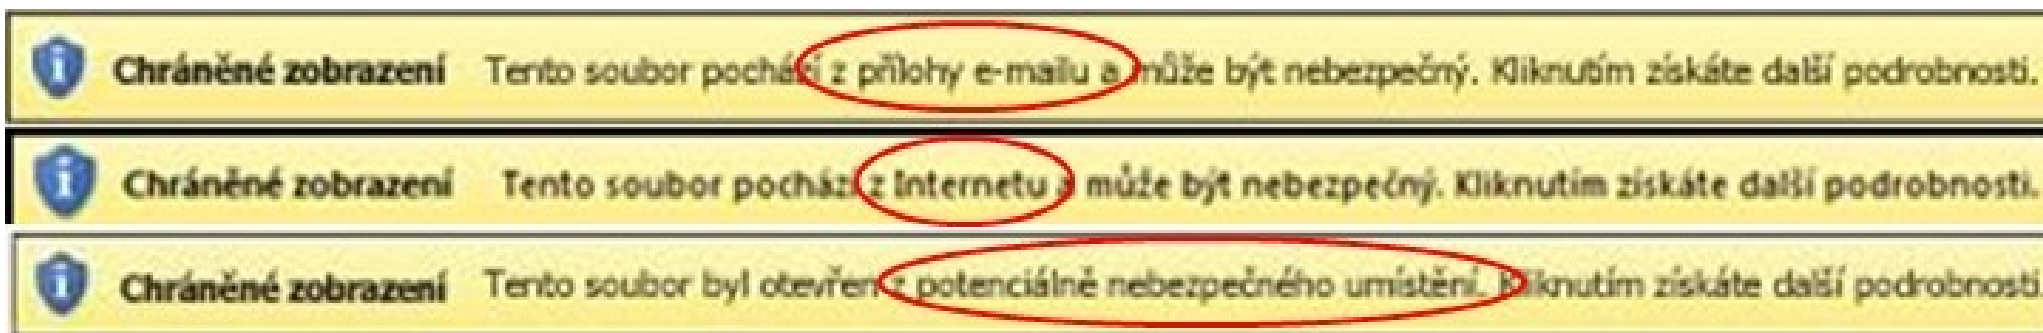 Chráněné zobrazení Tento soubor pochází z přílohy e-mailu a může být nebezpečný. Kliknutím získáte další podrobnosti.
Chráněné zobrazení Tento soubor pochází z Internetu a může být nebezpečný. Kliknutím získáte další podrobnosti.
Chráněné zobrazení Tento soubor byl otevřen z potenciálně nebezpečného umístění. Kliknutím získáte další podrobnosti